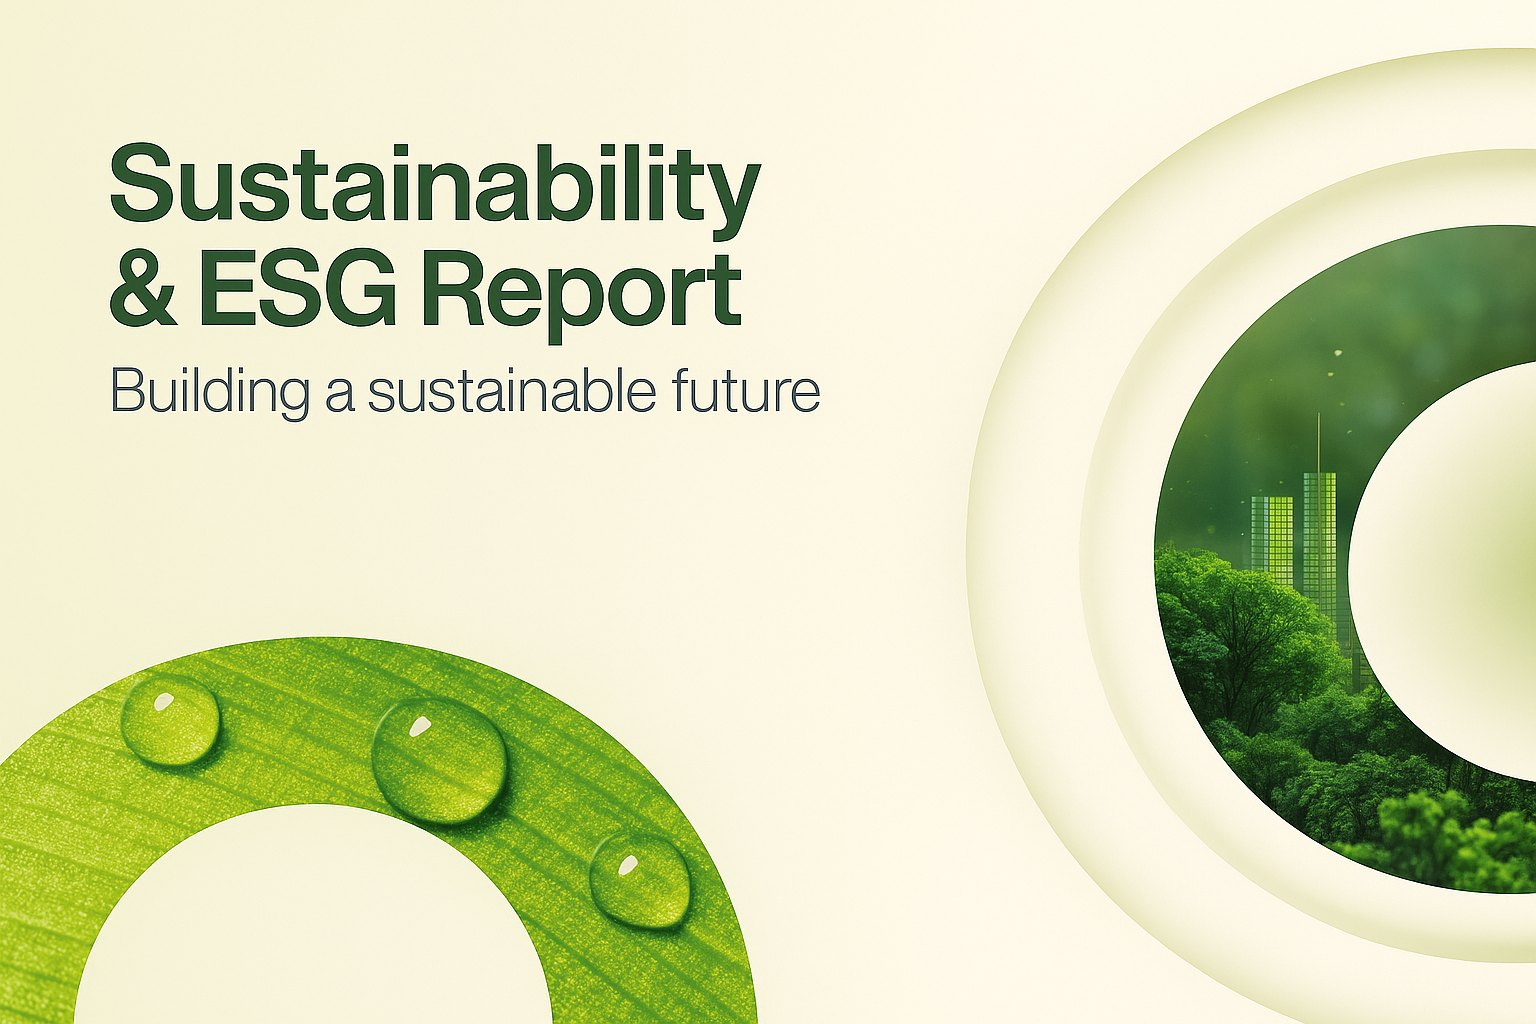 Sustainability
& ESG Report
Building a sustainable future